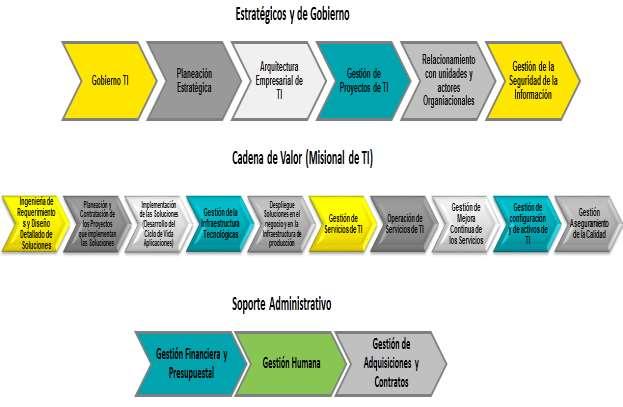 Estratégicos y de Gobierno
Gobierno TI
Planeación
Estratégica
Arquitectura
Empresarial de
TI
Gestión de
Proyectos de TI
Relacionamiento
con unidades y
actores
Organiacionales
Gestión de la
Seguridad de la
Información
Cadena de Valor (Misional de TI)
Ingeniería de
Requerimiento
s y Diseño
Detallado de
Soluciones
Planeación y
Contratación de
los Proyectos
que implementan
las Soluciones
Implementación
de las Soluciones
(Desarrollo del
Ciclo de Vida
Aplicaciones)
Gestión de la
Infraestructura
Tecnológicas
Despliegue
Soluciones en el
negocio y en la
Infraestructura de
producción
Gestión de
Servicios de TI
Operación de
Servicios de TI
Gestión de
Mejora
Continua de
los Servicios
Gestión de
configuración
y de activos de
TI
Gestión
Aseguramiento
de la Calidad
Soporte Administrativo
Gestión Financiera y
Presupuestal
Gestión Humana
Gestión de
Adquisiciones y
Contratos